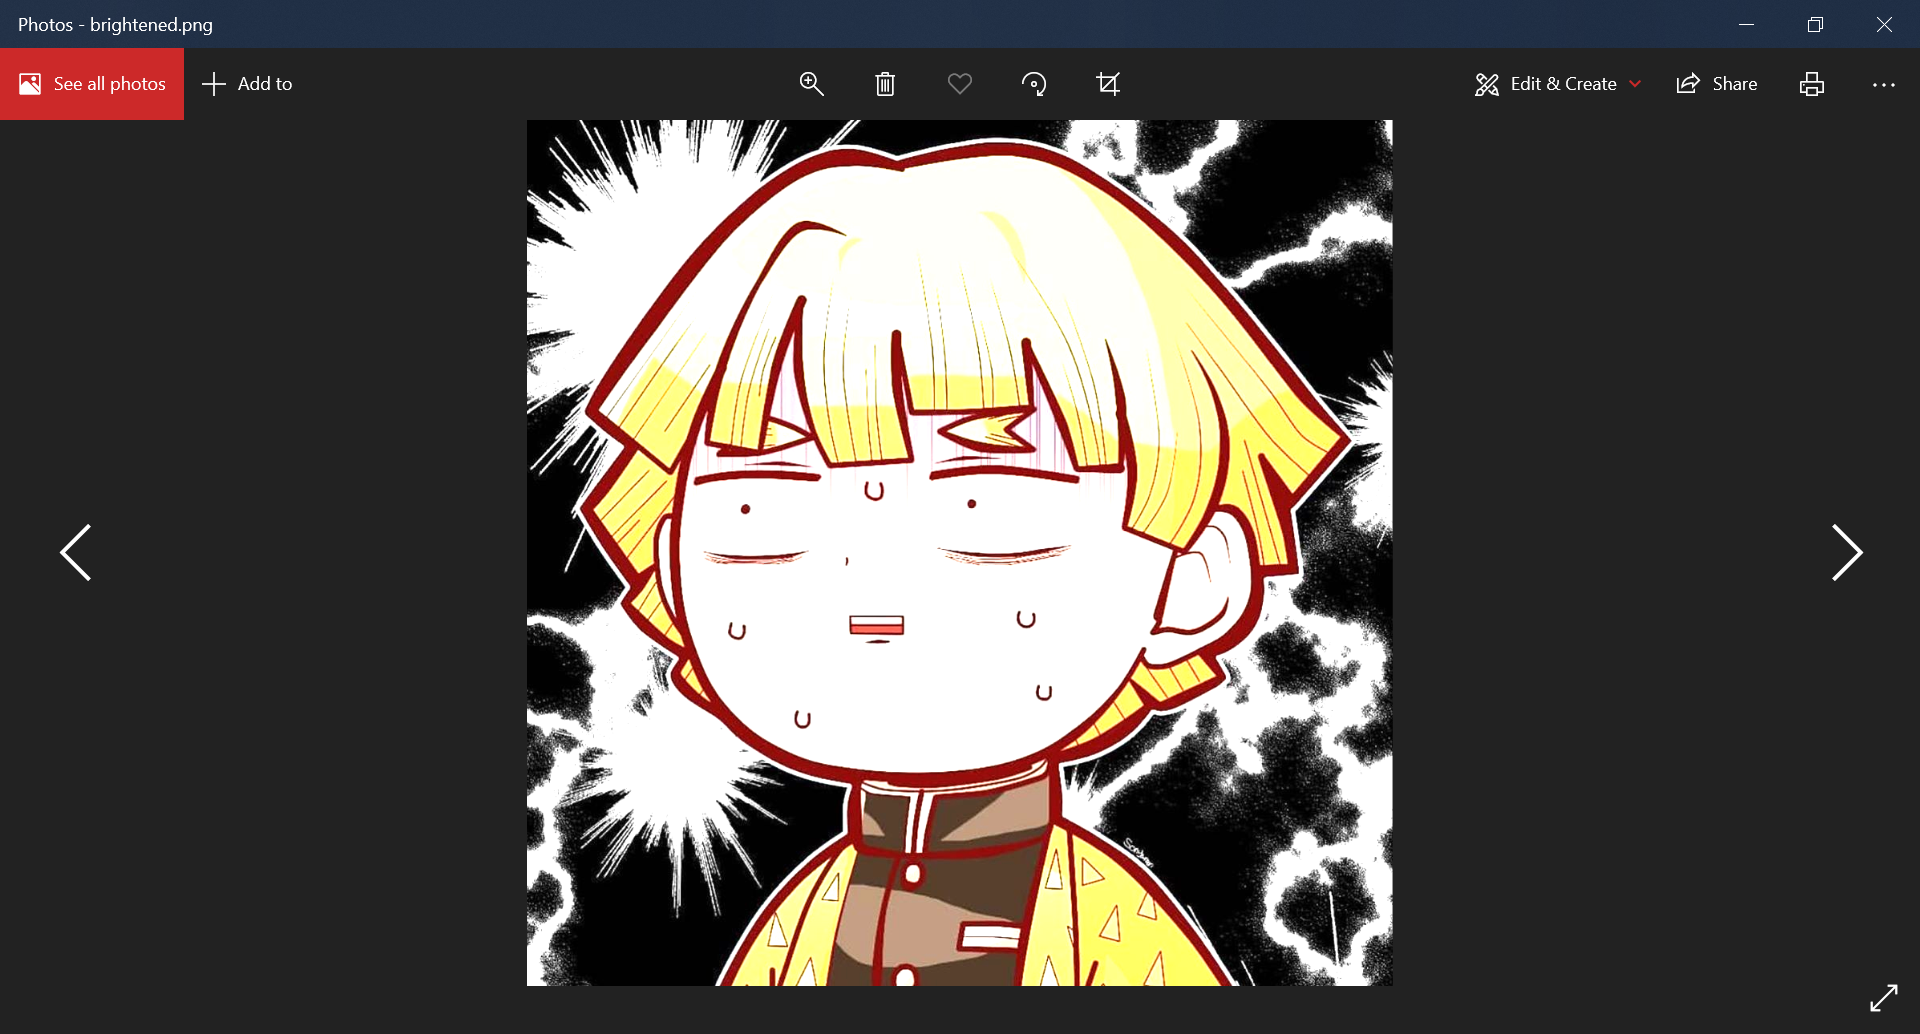 Photos - brightened.png
See all photos
Add to
Edit & Create
Share